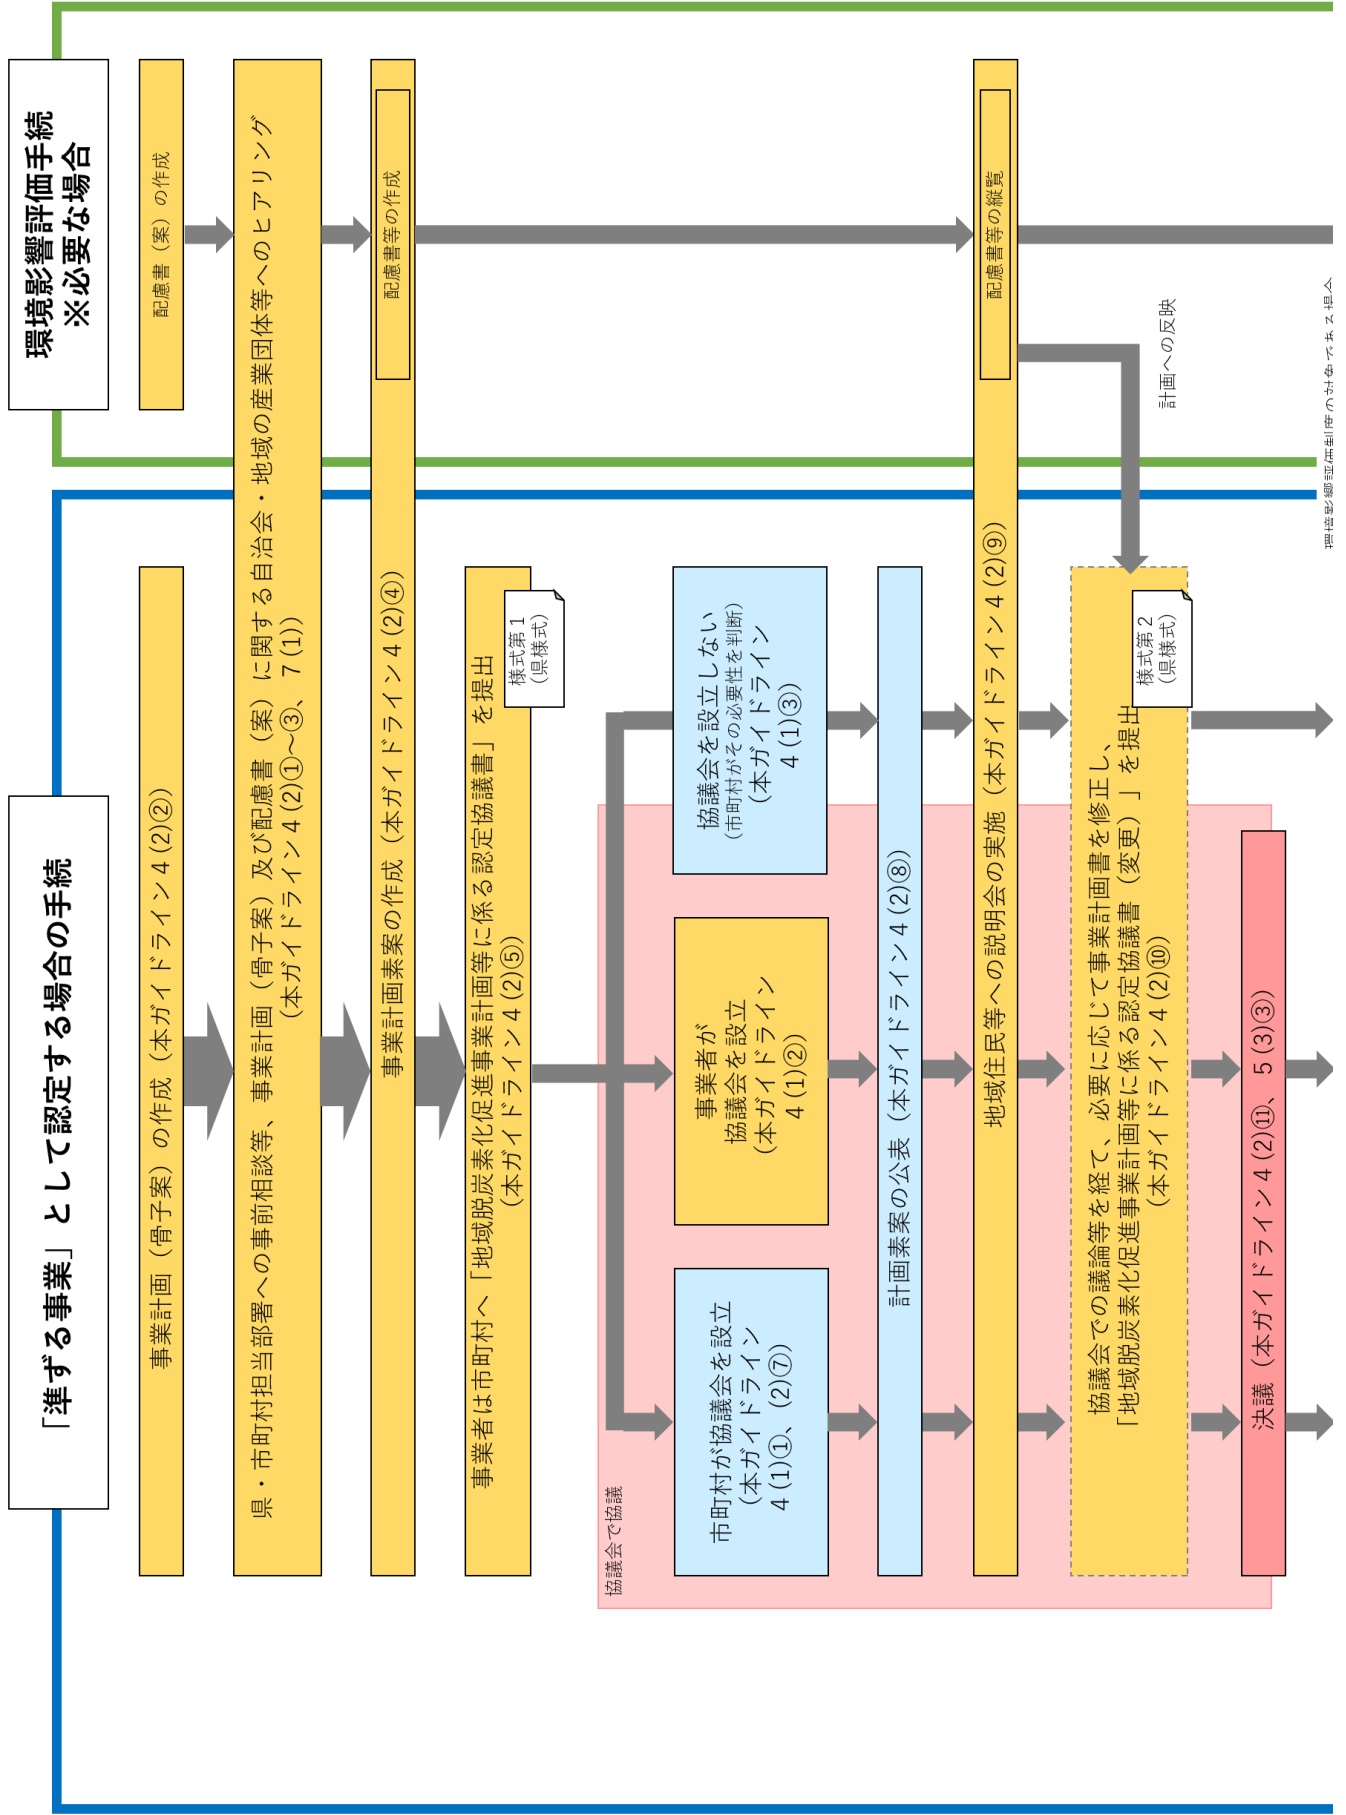 「準ずる事業」として認定する場合の手続
環境影響評価手続
※必要な場合
事業計画（骨子案）の作成（本ガイドライン４(2)②）
配慮書（案）の作成
県・市町村担当部署への事前相談等、事業計画（骨子案）及び配慮書（案）に関する自治会・地域の産業団体等へのヒアリング
（本ガイドライン４(2)①～③、７(1)）
事業計画素案の作成（本ガイドライン４(2)④）
配慮書等の作成
事業者は市町村へ「地域脱炭素化促進事業計画等に係る認定協議書」を提出
（本ガイドライン４(2)⑤）
様式第１
（県様式）
協議会で協議
市町村が協議会を設立
（本ガイドライン
４(1)①、(2)⑦）
事業者が
協議会を設立
（本ガイドライン
４(1)②）
協議会を設立しない
（市町村がその必要性を判断）
（本ガイドライン
４(1)③）
計画素案の公表（本ガイドライン４(2)⑧）
地域住民等への説明会の実施（本ガイドライン４(2)⑨）
配慮書等の縦覧
計画への反映
協議会での議論等を経て、必要に応じて事業計画書を修正し、
「地域脱炭素化促進事業計画等に係る認定協議書（変更）」を提出
（本ガイドライン４(2)⑩）
様式第２
（県様式）
決議（本ガイドライン４(2)⑪、５(3)③）
環境影響評価制度の対象である場合